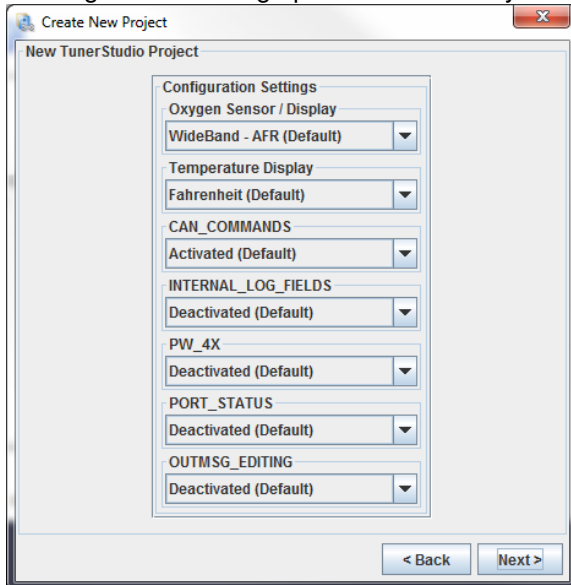 Create New Project
New TunerStudio Project
Configuration Settings
Oxygen Sensor / Display
WideBand - AFR (Default)
Temperature Display
Fahrenheit (Default)
CAN_COMMANDS
Activated (Default)
INTERNAL_LOG_FIELDS
Deactivated (Default)
PW_4X
Deactivated (Default)
PORT_STATUS
Deactivated (Default)
OUTMSG_EDITING
Deactivated (Default)
< Back Next >